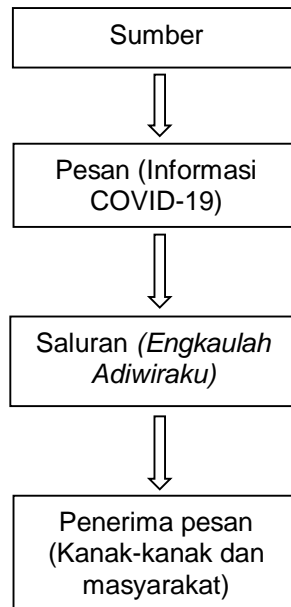 Sumber
Pesan (Informasi
COVID-19)
Saluran (Engkaulah
Adiwiraku)
Penerima pesan
(Kanak-kanak dan
masyarakat)